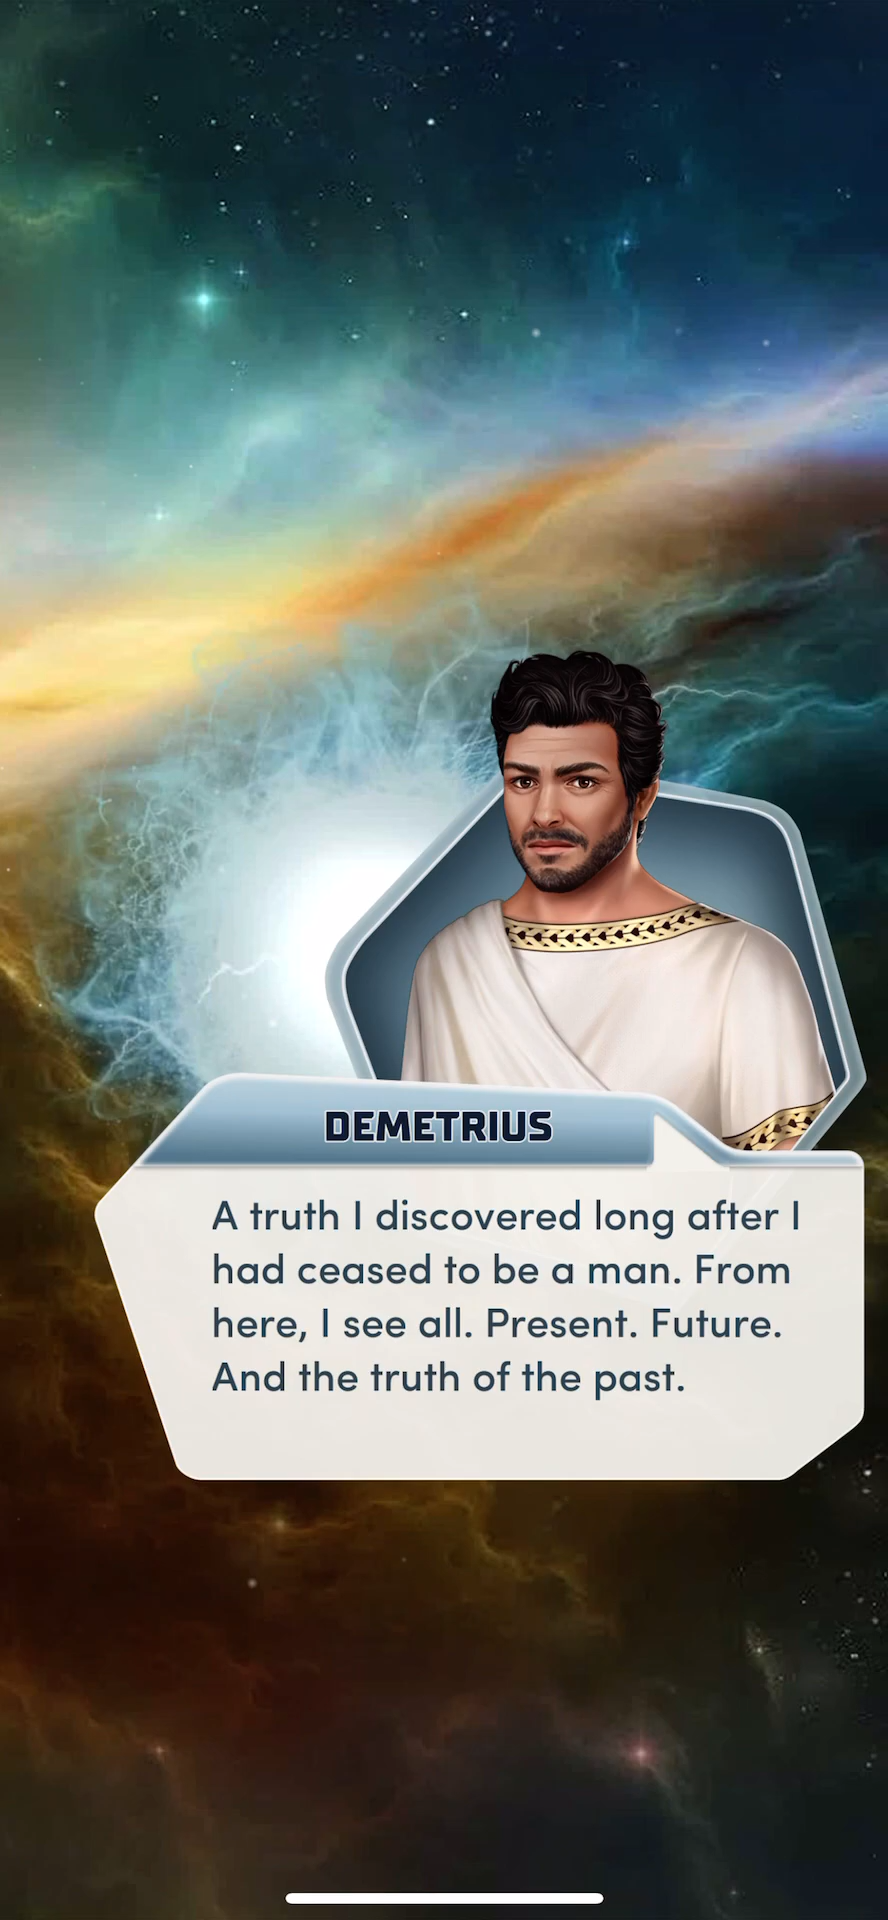 DEMETRIUS
A truth I discovered long after I
had ceased to be a man. From
here, I see all. Present. Future.
And the truth of the past.